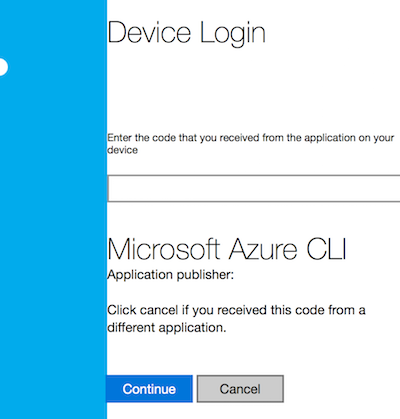 Device Login
Enter the code that you received from the application on your
device
Microsoft Azure CLI
Application publisher:
Click cancel if you received this code from a
different application.
Continue
Cancel